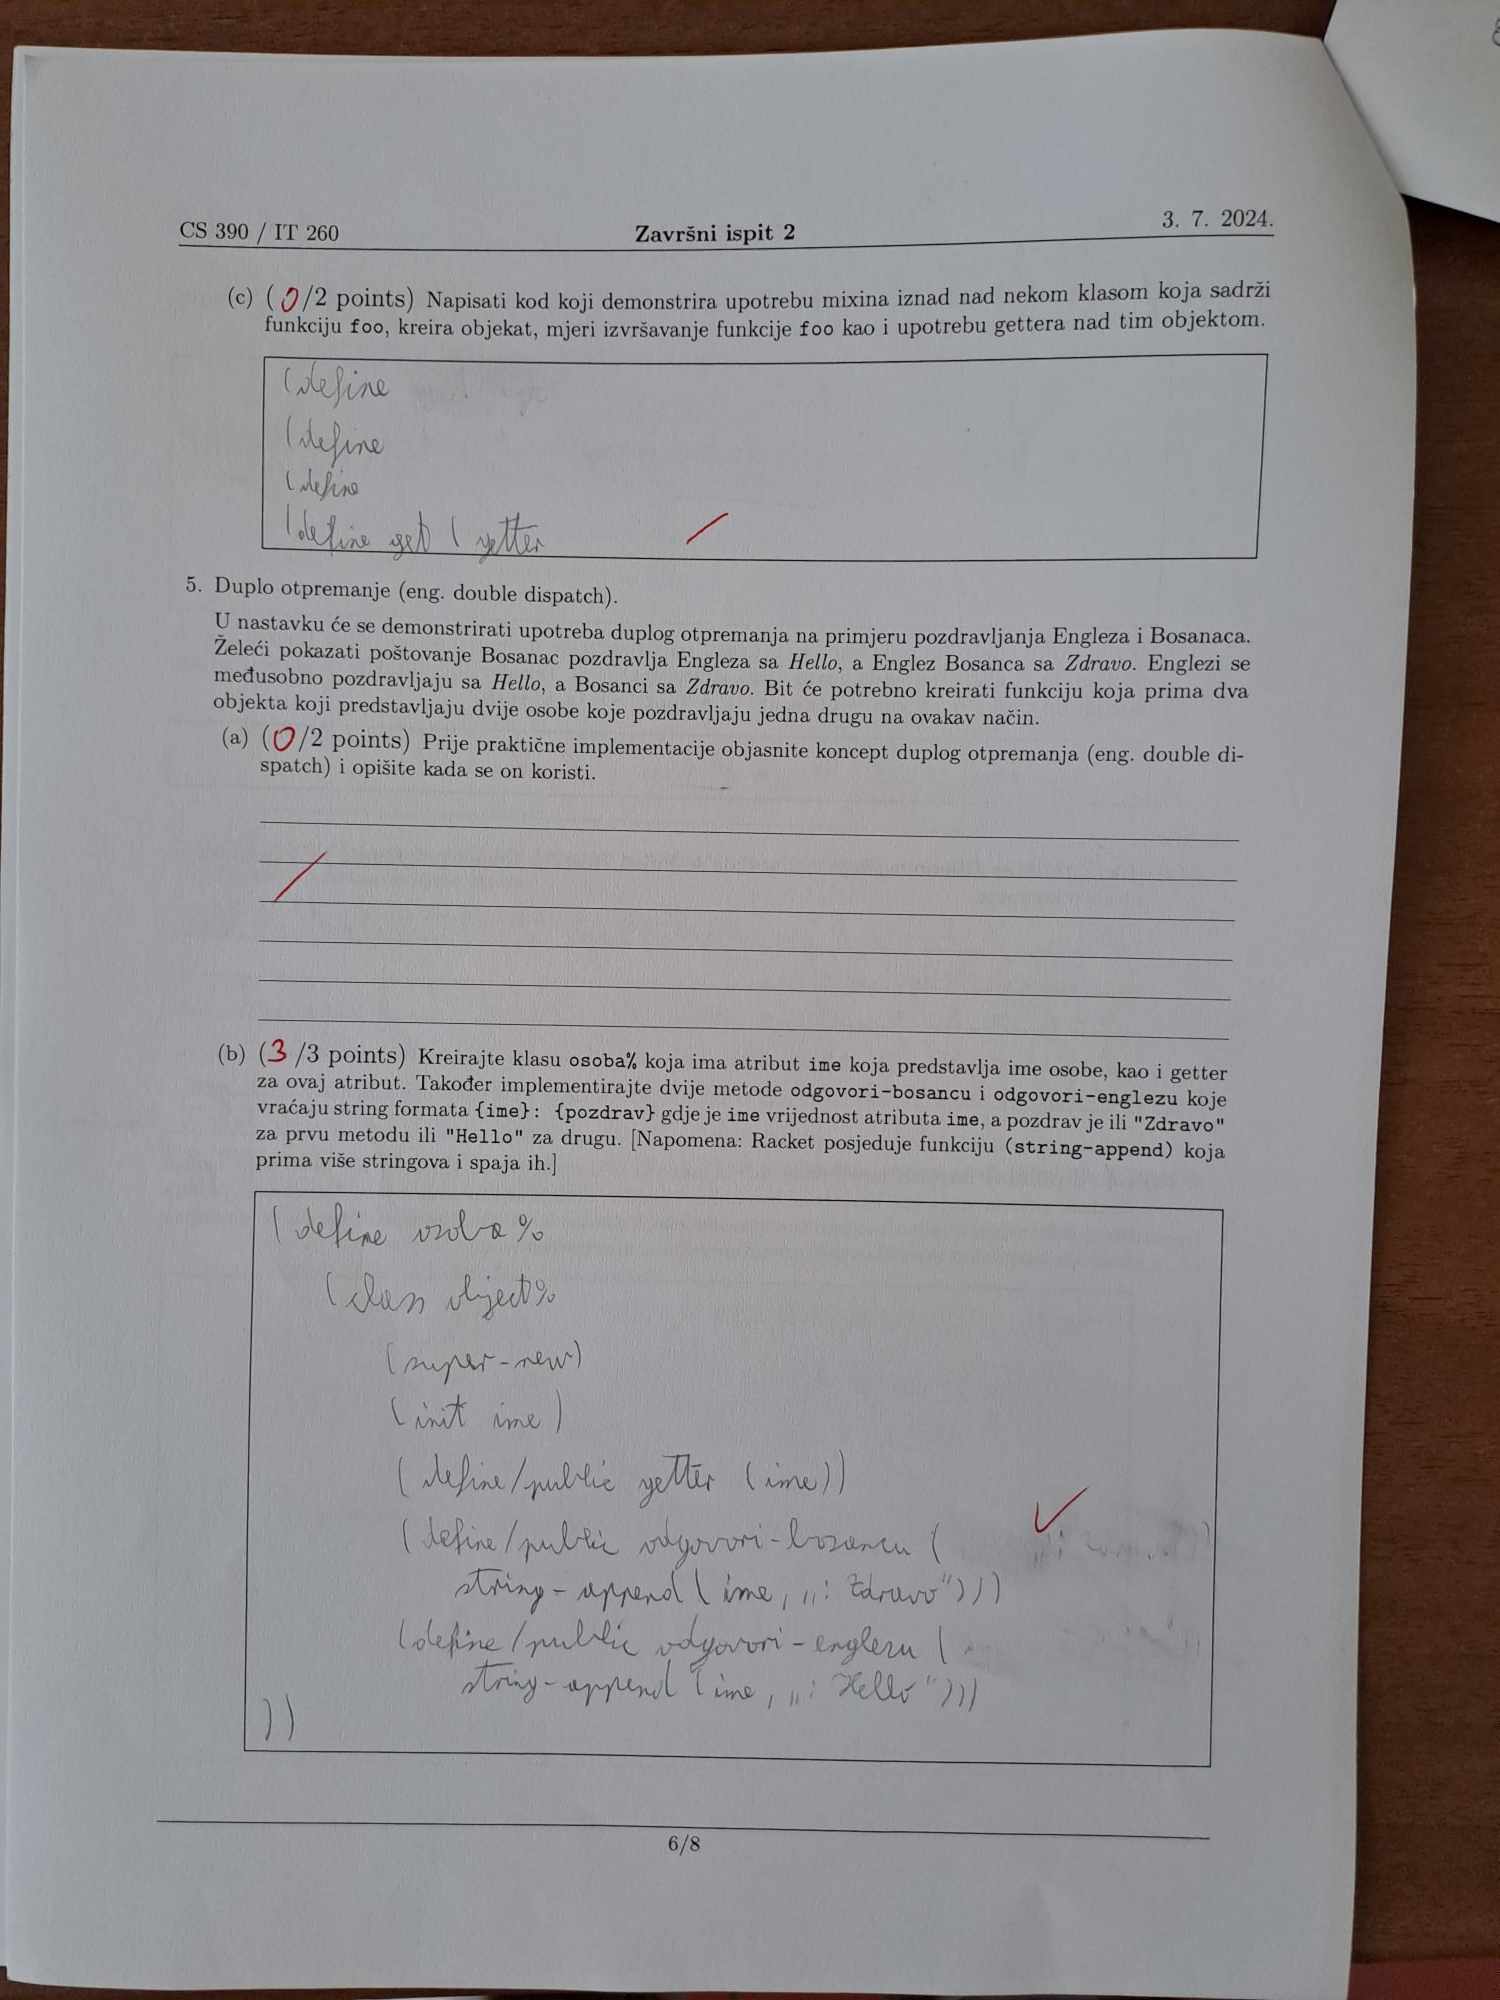 CS 390 / IT 260 Završni ispit 2 3. 7. 2024.
(c) (0/2 points) Napisati kod koji demonstrira upotrebu mixina iznad nad nekom klasom koja sadrži
funkciju foo, kreira objekat, mjeri izvršavanje funkcije foo kao i upotrebu gettera nad tim objektom.
(define
(define
(define
(define get ( getter
5. Duplo otpremanje (eng. double dispatch).
U nastavku će se demonstrirati upotreba duplog otpremanja na primjeru pozdravljanja Engleza i Bosanaca.
Želeći pokazati poštovanje Bosanac pozdravlja Engleza sa Hello, a Englez Bosanca sa Zdravo. Englezi se
međusobno pozdravljaju sa Hello, a Bosanci sa Zdravo. Bit će potrebno kreirati funkciju koja prima dva
objekta koji predstavljaju dvije osobe koje pozdravljaju jedna drugu na ovakav način.
(a) (0/2 points) Prije praktične implementacije objasnite koncept duplog otpremanja (eng. double di-
spatch) i opišite kada se on koristi.
(b) (3/3 points) Kreirajte klasu osoba% koja ima atribut ime koja predstavlja ime osobe, kao i getter
za ovaj atribut. Također implementirajte dvije metode odgovori-bosancu i odgovori-englezu koje
vraćaju string formata {ime}: {pozdrav} gdje je ime vrijednost atributa ime, a pozdrav je ili "Zdravo"
za prvu metodu ili "Hello" za drugu. [Napomena: Racket posjeduje funkciju (string-append) koja
prima više stringova i spaja ih.]
(define osoba%
(class object%
(super-new)
(init ime)
(define/public getter (ime))
(define/public odgovori-bosancu (
string-append (ime, „: Zdravo")))
(define/public odgovori-englezu (
string-append (ime, „: Hello")))
))
6/8